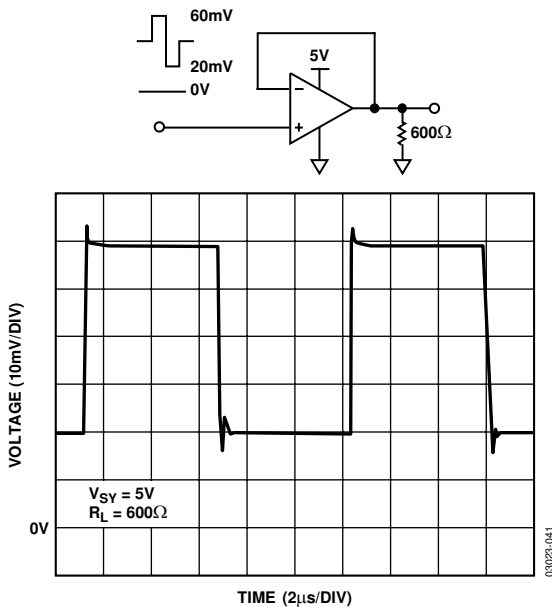 60mV
20mV
0V
5V
−
+
600Ω
VOLTAGE (10mV/DIV)
VSY = 5V
RL = 600Ω
0V
TIME (2µs/DIV)
03023-041